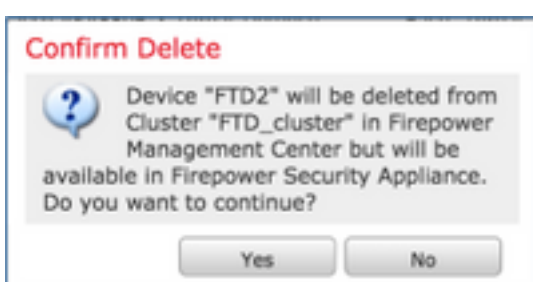 Confirm Delete
Device "FTD2" will be deleted from
Cluster "FTD_cluster" in Firepower
Management Center but will be
available in Firepower Security Appliance.
Do you want to continue?
Yes No